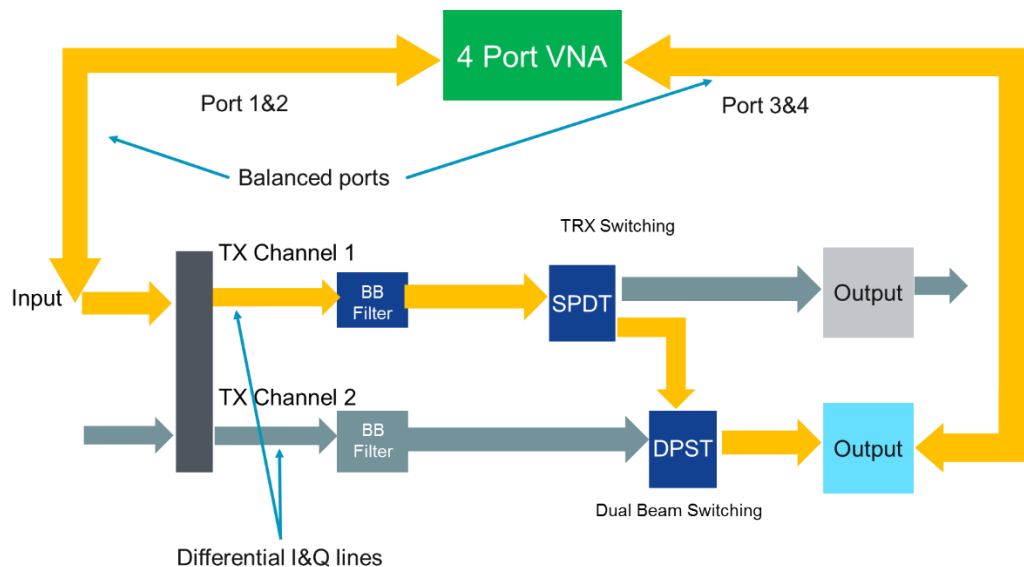 4 Port VNA
Port 1&2
Port 3&4
Balanced ports
TRX Switching
TX Channel 1
Input
BB
Filter
SPDT
Output
TX Channel 2
BB
Filter
DPST
Output
Dual Beam Switching
Differential I&Q lines